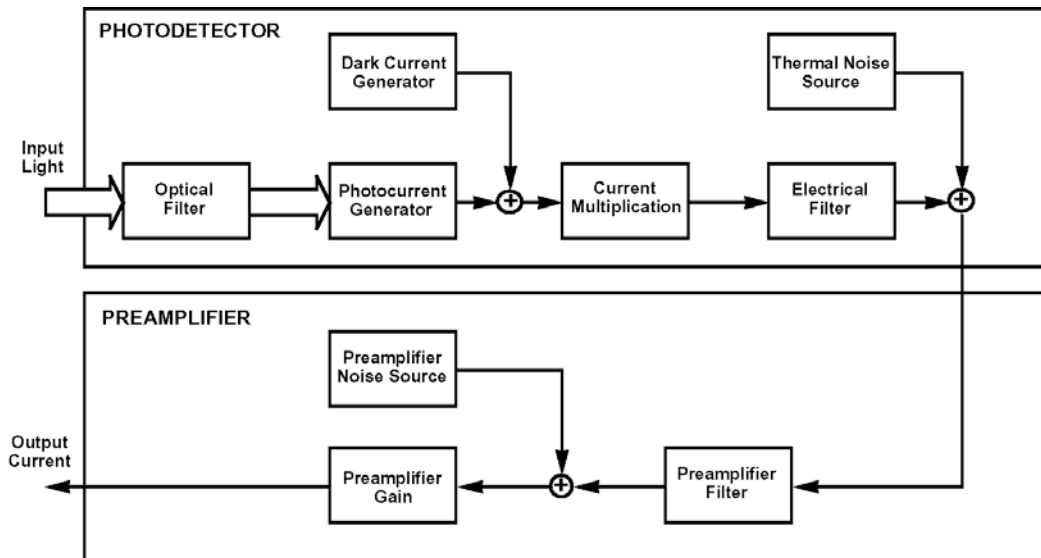 PHOTODETECTOR
Dark Current
Generator
Thermal Noise
Source
Input
Light
Optical
Filter
Photocurrent
Generator
+
Current
Multiplication
Electrical
Filter
+
PREAMPLIFIER
Preamplifier
Noise Source
Output
Current
Preamplifier
Gain
+
Preamplifier
Filter